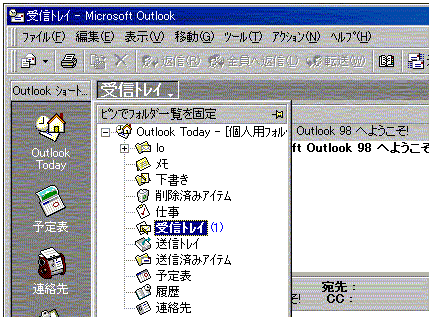 受信トレイ - Microsoft Outlook
ファイル(F) 編集(E) 表示(V) 移動(G) ツール(T) アクション(N) ヘルプ(H)
返信(R) 全員へ返信(L) 転送(W)
Outlook ショート...
受信トレイ
ピンでフォルダ一覧を固定
Outlook Today - [個人用フォル
Outlook 98 へようこそ!
lo
ft Outlook 98 へようこそ
メモ
下書き
Outlook
Today
削除済みアイテム
仕事
受信トレイ (1)
予定表
送信トレイ
送信済みアイテム
予定表
履歴
宛先 :
連絡先
連絡先
ぞ! CC :